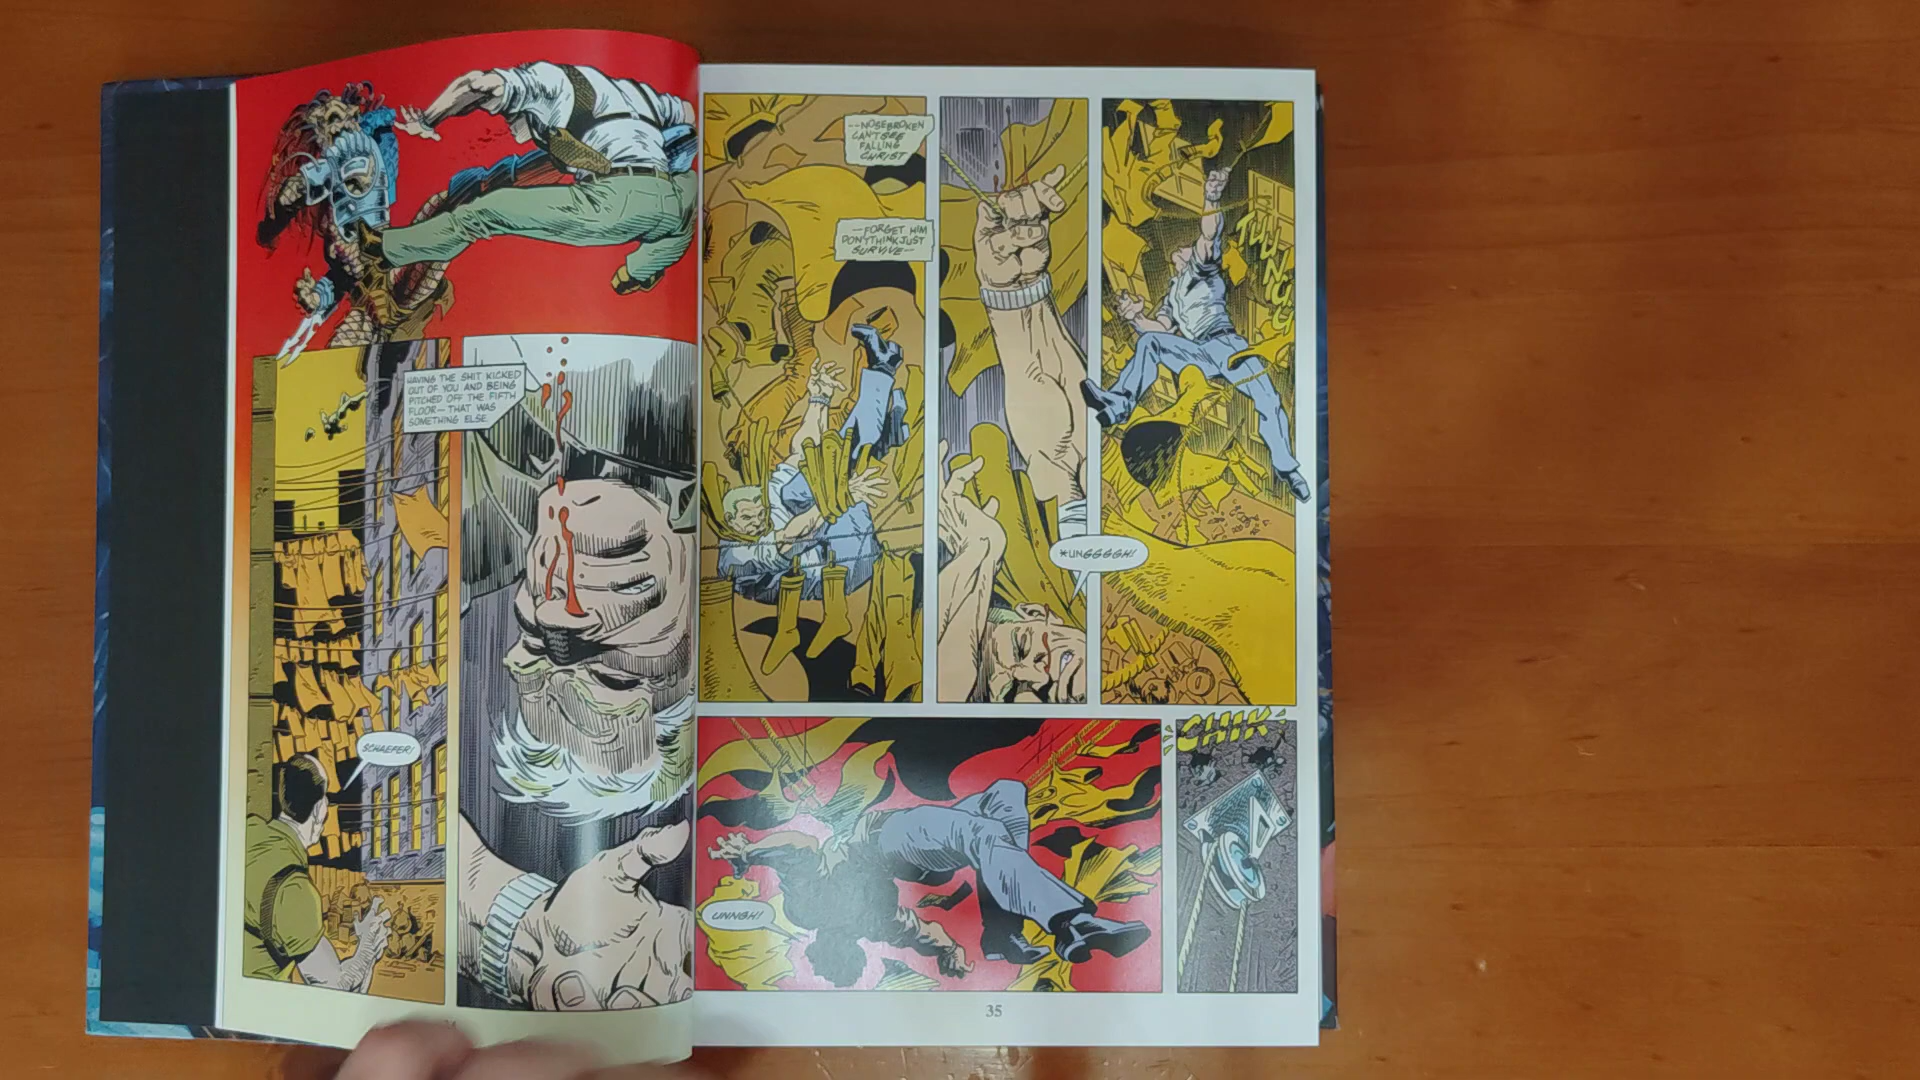 HAVING THE SHIT KICKED
OUT OF YOU AND BEING
PITCHED OFF THE FIFTH
FLOOR—THAT WAS
SOMETHING ELSE.
SCHAEFER!
--NOSE BROKEN
CAN'T SEE
FALLING
CHRIST
—FORGET HIM
DON'T THINK JUST
SURVIVE—
*UNGGGGH!
TWUNGG
UNNGH!
CHIK
35